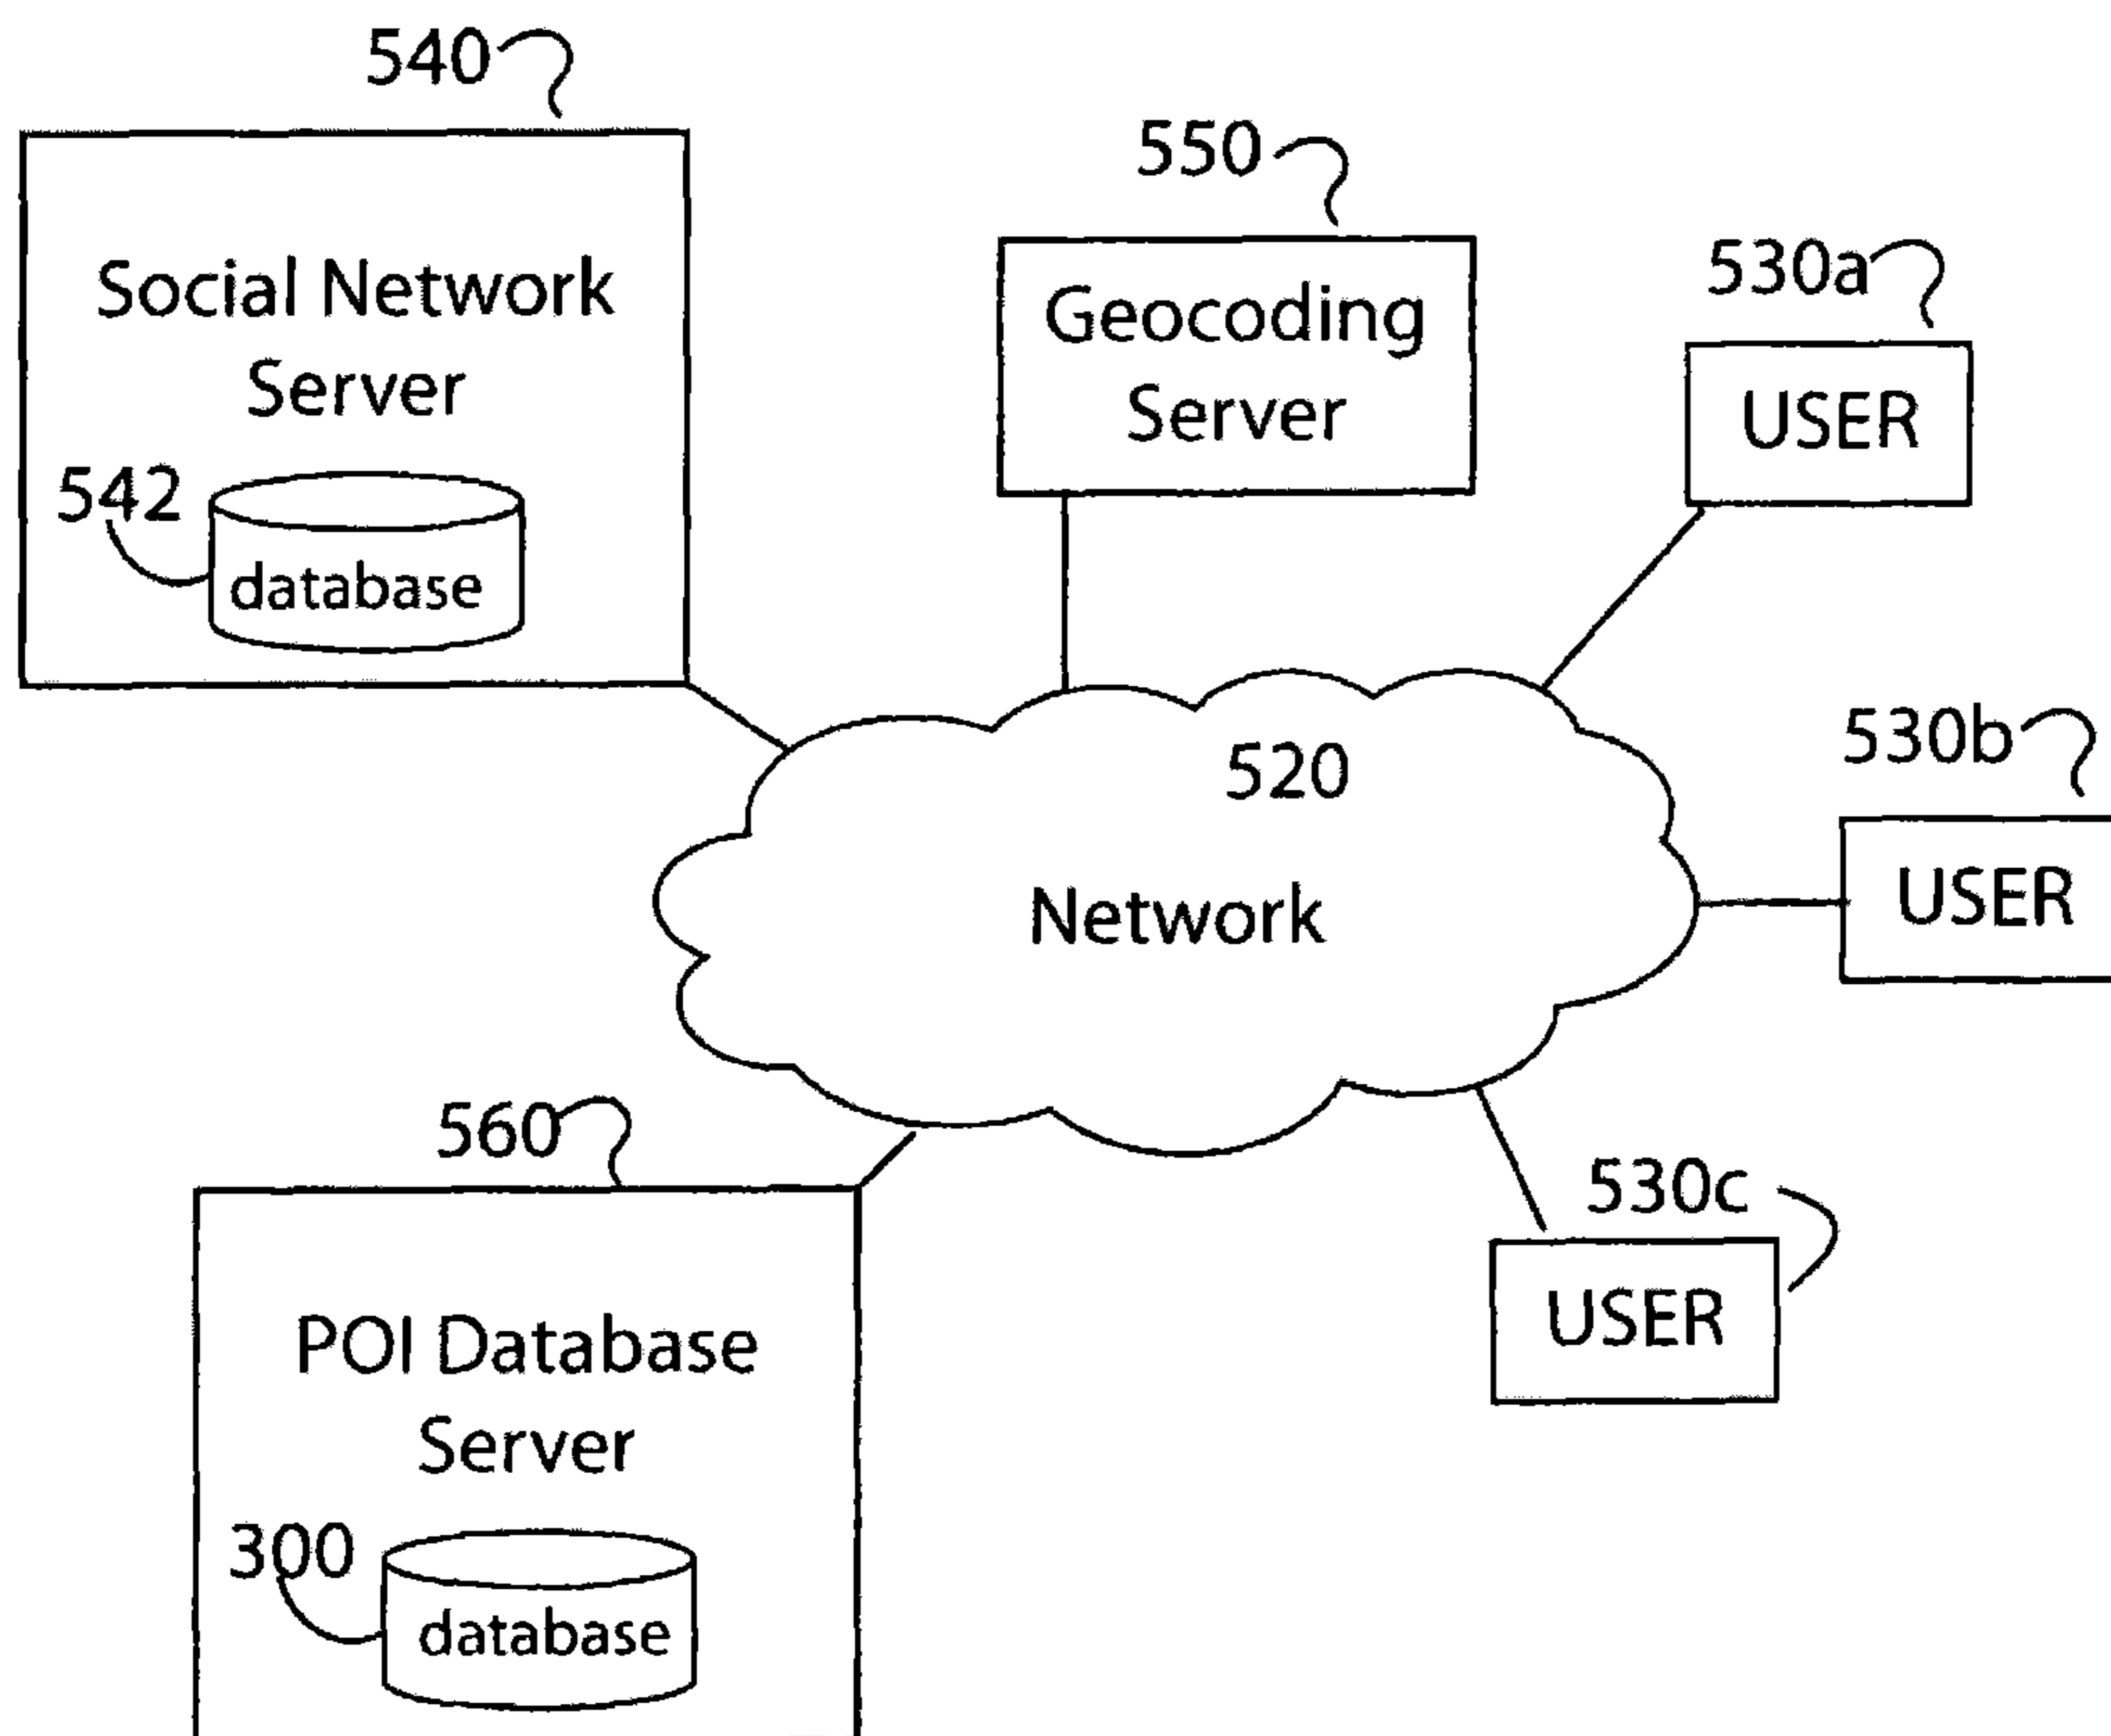 540
Social Network
Server
542
database
550
Geocoding
Server
530a
USER
520
Network
530b
USER
560
POI Database
Server
300
database
530c
USER